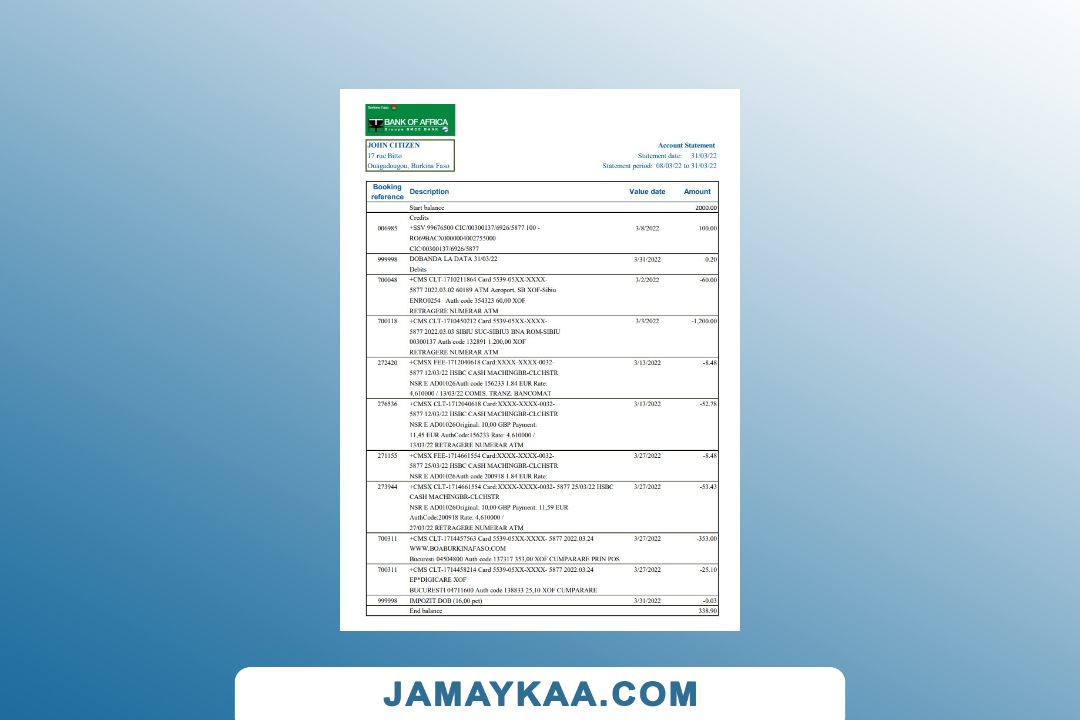 Burkina Faso
BANK OF AFRICA
Groupe BMCE BANK
JOHN CITIZEN
17 rue Bitto
Ouagadougou, Burkina Faso
Account Statement
Statement date: 31/03/22
Statement period: 08/03/22 to 31/03/22
Booking reference Description Value date Amount
Start balance 2000.00
Credits
006985 +SSV 99676500 CIC/00300137/6926/5877 100 - 3/8/2022 100.00
RO69BACX0000004002755000
CIC/00300137/6926/5877
999998 DOBANDA LA DATA 31/03/22 3/31/2022 0.20
Debits
700048 +CMS CLT-1710211864 Card 5539-05XX-XXXX- 3/2/2022 -60.00
5877 2022.03.02 60189 ATM Aeroport, SB XOF-Sibiu
ENRO0254 Auth code 354323 60,00 XOF
RETRAGERE NUMERAR ATM
700118 +CMS CLT-1710450212 Card 5539-05XX-XXXX- 3/3/2022 -1,200.00
5877 2022.03.03 SIBIU SUC-SIBIU3 BNA ROM-SIBIU
00300137 Auth code 132891 1.200,00 XOF
RETRAGERE NUMERAR ATM
272420 +CMSX FEE-1712040618 Card:XXXX-XXXX-0032- 3/13/2022 -8.48
5877 12/03/22 HSBC CASH MACHINGBR-CLCHSTR
NSR E AD01026Auth code 156233 1.84 EUR Rate:
4,610000 / 13/03/22 COMIS. TRANZ. BANCOMAT
276536 +CMSX CLT-1712040618 Card:XXXX-XXXX-0032- 3/13/2022 -52.78
5877 12/03/22 HSBC CASH MACHINGBR-CLCHSTR
NSR E AD01026Original: 10,00 GBP Payment:
11,45 EUR AuthCode:156233 Rate: 4,610000 /
13/03/22 RETRAGERE NUMERAR ATM
271155 +CMSX FEE-1714661554 Card:XXXX-XXXX-0032- 3/27/2022 -8.48
5877 25/03/22 HSBC CASH MACHINGBR-CLCHSTR
NSR E AD01026Auth code 200918 1.84 EUR Rate:
273944 +CMSX CLT-1714661554 Card:XXXX-XXXX-0032- 5877 25/03/22 HSBC 3/27/2022 -53.43
CASH MACHINGBR-CLCHSTR
NSR E AD01026Original: 10,00 GBP Payment: 11,59 EUR
AuthCode:200918 Rate: 4,610000 /
27/03/22 RETRAGERE NUMERAR ATM
700311 +CMS CLT-1714457563 Card 5539-05XX-XXXX- 5877 2022.03.24 3/27/2022 -353.00
WWW.BOABURKINAFASO.COM
Bucuresti 04504800 Auth code 137317 353,00 XOF CUMPARARE PRIN POS
700311 +CMS CLT-1714458214 Card 5539-05XX-XXXX- 5877 2022.03.24 3/27/2022 -25.10
EP*DIGICARE XOF
BUCURESTI 04711600 Auth code 138833 25,10 XOF CUMPARARE
999998 IMPOZIT DOB (16,00 pct) 3/31/2022 -0.03
End balance 338.90
JAMAYKAA.COM